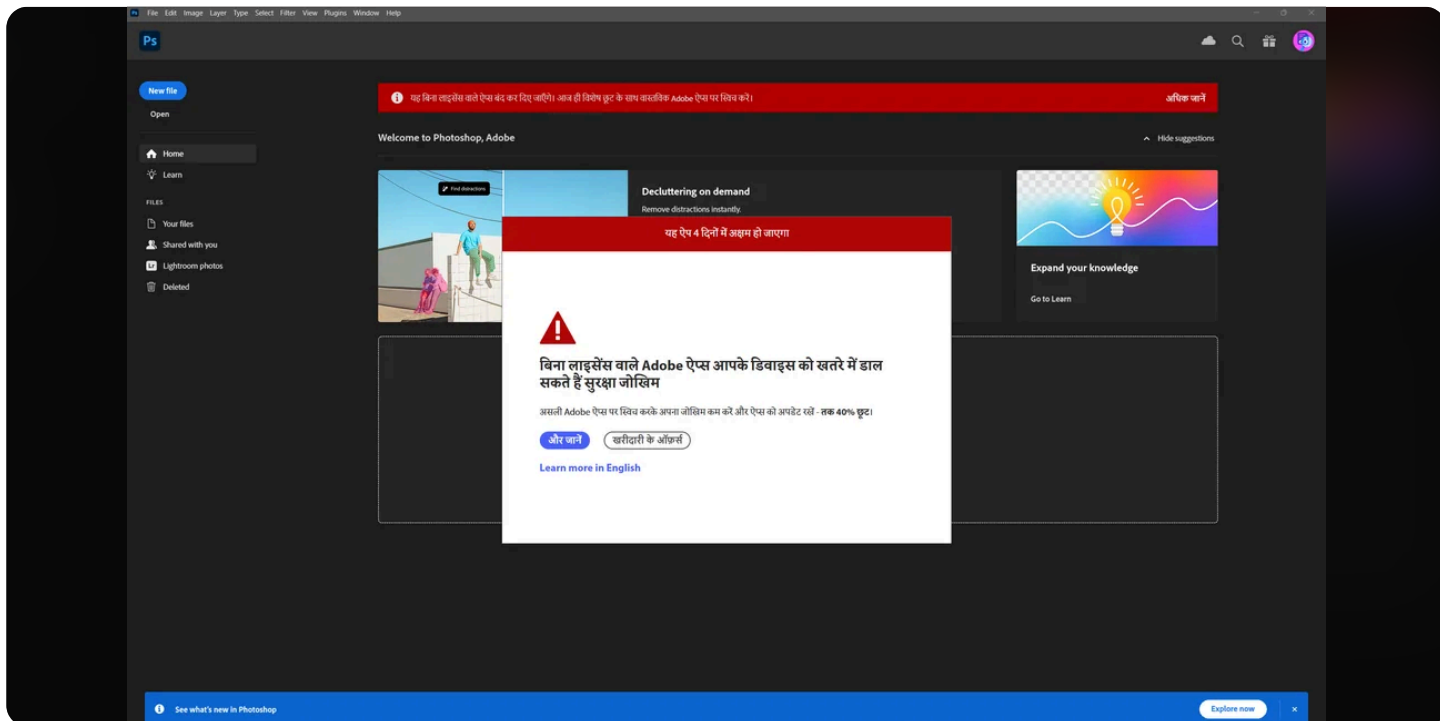 File Edit Image Layer Type Select Filter View Plugins Window Help
Ps
New file
Open
Home
Learn
FILES
Your files
Shared with you
Lr Lightroom photos
Deleted
यह बिना लाइसेंस वाले ऐप्स बंद कर दिए जाएँगे। आज ही विशेष छूट के साथ वास्तविक Adobe ऐप्स पर स्विच करें।
अधिक जानें
Welcome to Photoshop, Adobe
Hide suggestions
Find distractions
Decluttering on demand
Remove distractions instantly.
Expand your knowledge
Go to Learn
यह ऐप 4 दिनों में अक्षम हो जाएगा
बिना लाइसेंस वाले Adobe ऐप्स आपके डिवाइस को खतरे में डाल
सकते हैं सुरक्षा जोखिम
असली Adobe ऐप्स पर स्विच करके अपना जोखिम कम करें और ऐप्स को अपडेट रखें - तक 40% छूट।
और जानें
खरीदारी के ऑफ़र्स
Learn more in English
See what's new in Photoshop
Explore now